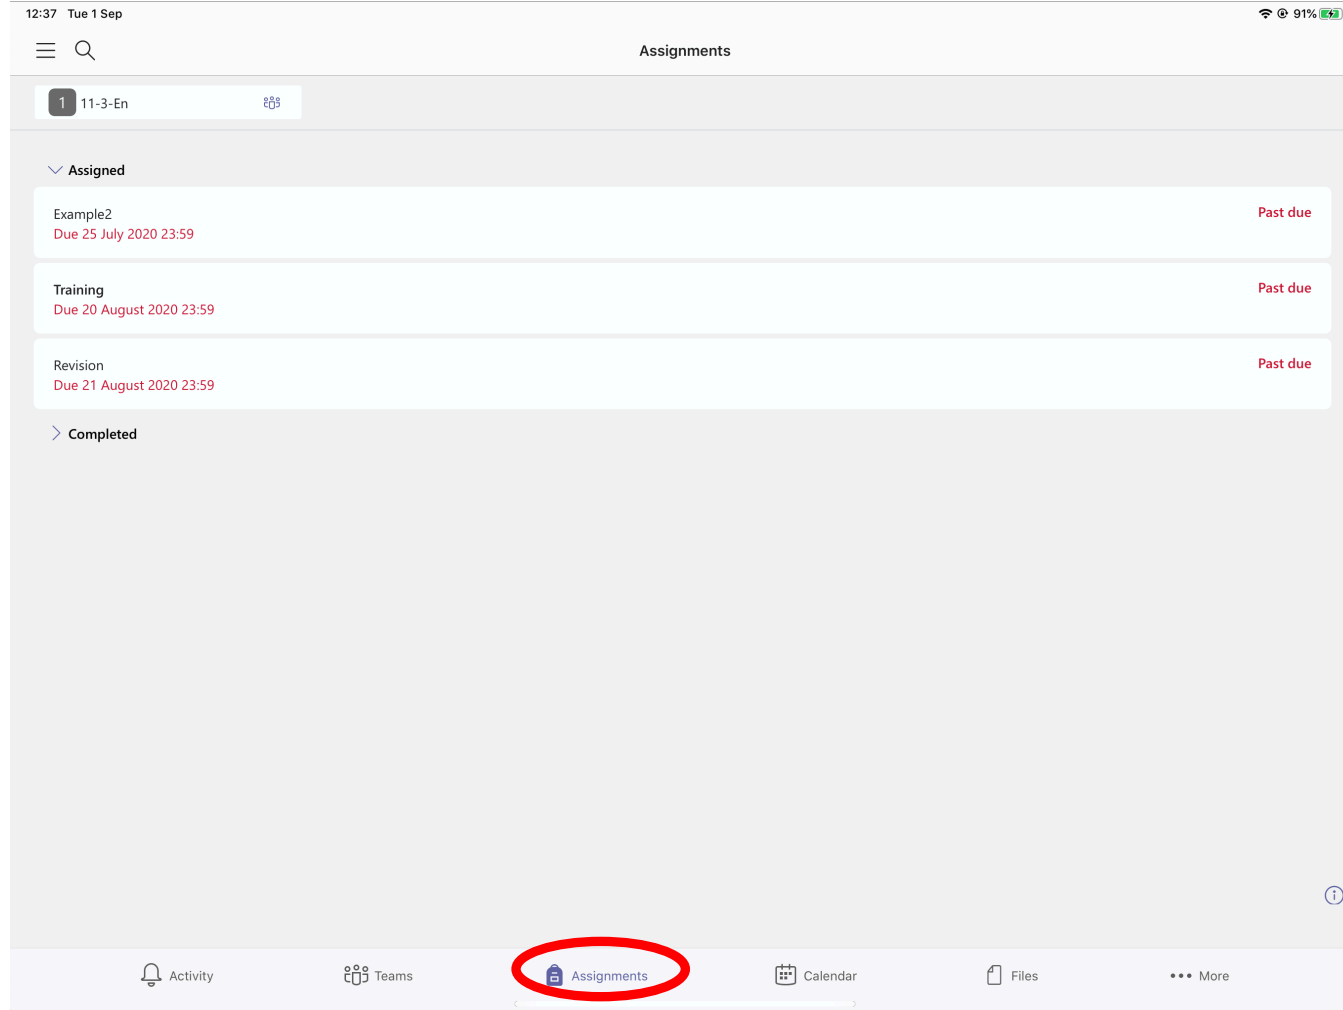 12:37 Tue 1 Sep 91%
Assignments
1 11-3-En
Assigned
Example2 Past due
Due 25 July 2020 23:59
Training Past due
Due 20 August 2020 23:59
Revision Past due
Due 21 August 2020 23:59
Completed
Activity Teams Assignments Calendar Files More